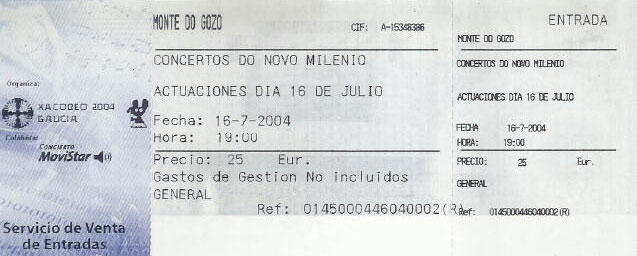 Organiza:
XACOBEO 2004
GALICIA
Colabora:
CONCIERTO
MoviStar
Servicio de Venta
de Entradas
MONTE DO GOZO
CIF: A-15348386
CONCERTOS DO NOVO MILENIO
ACTUACIONES DIA 16 DE JULIO
Fecha: 16-7-2004
Hora: 19:00
Precio: 25 Eur.
Gastos de Gestion No incluidos
GENERAL
Ref: 0145000446040002(R)
ENTRADA
MONTE DO GOZO
CONCERTOS DO NOVO MILENIO
ACTUACIONES DIA 16 DE JULIO
FECHA 16-7-2004
HORA: 19:00
PRECIO: 25 Eur.
GENERAL
Ref: 0145000446040002(R)